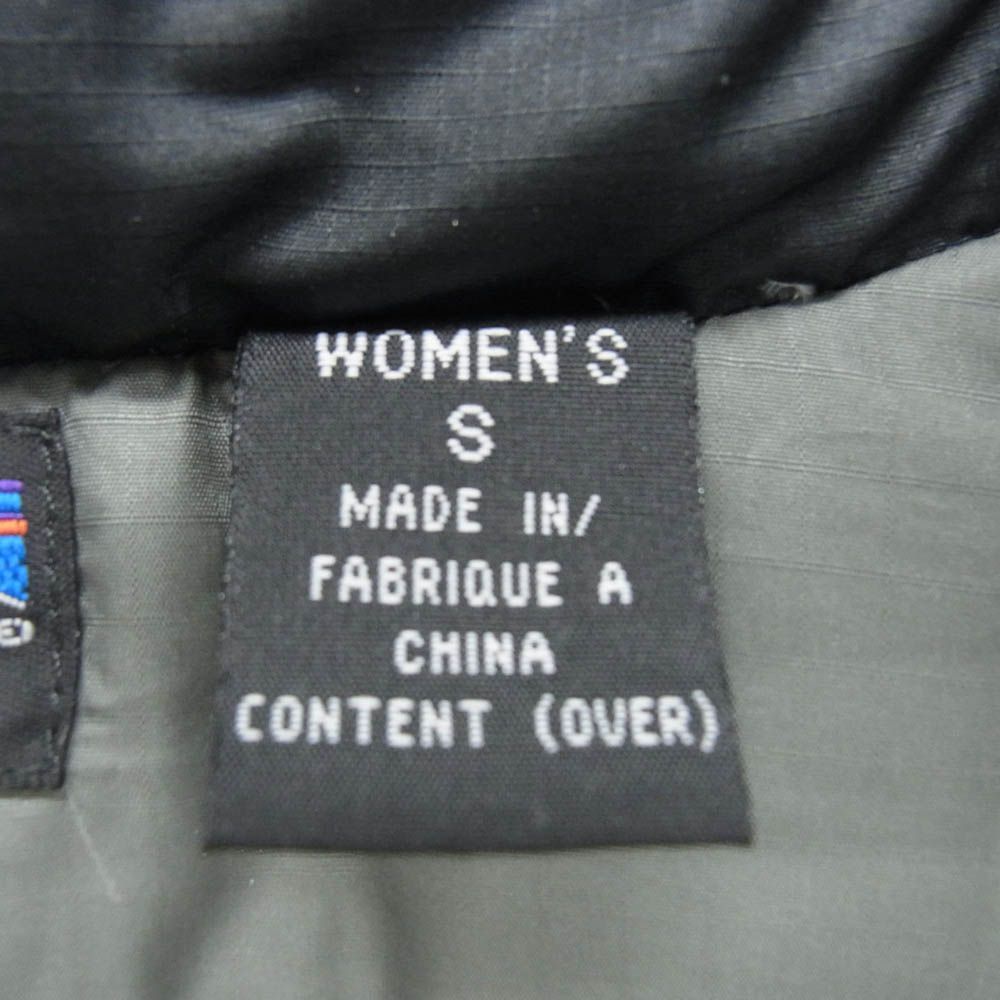 WOMEN'S
S
MADE IN/
FABRIQUE A
CHINA
CONTENT (OVER)